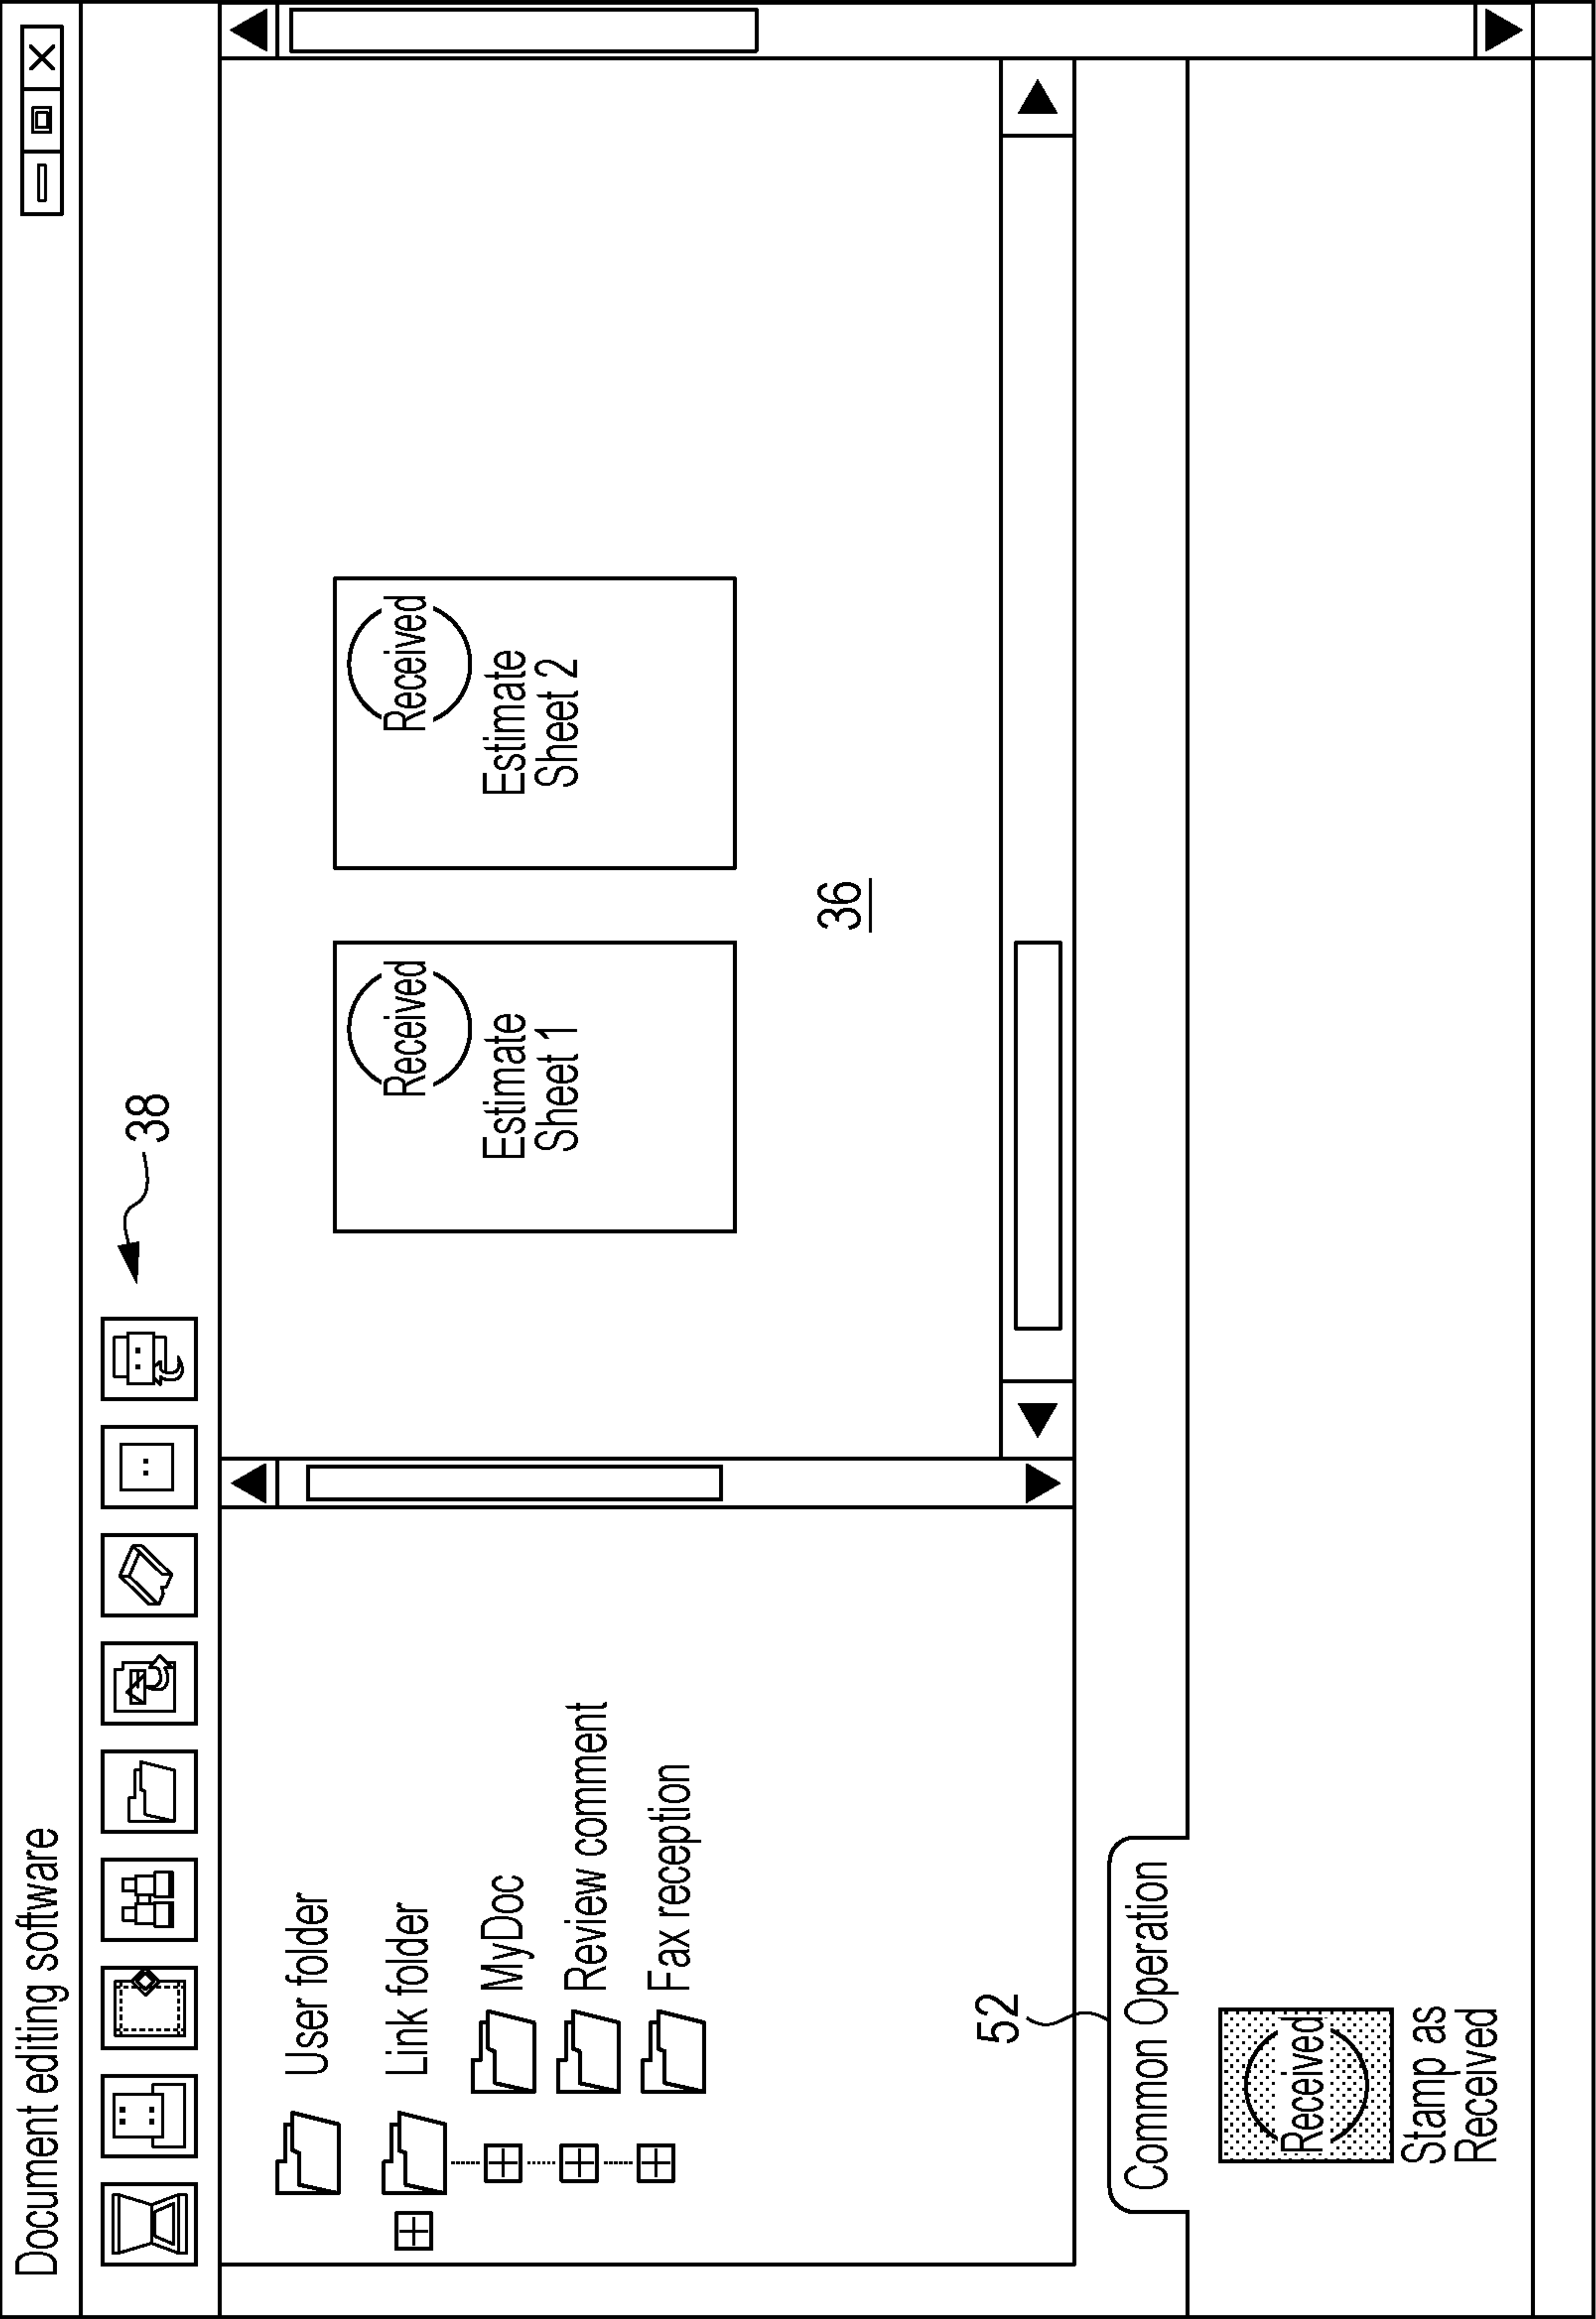 Document editing software
38
User folder
Link folder
MyDoc
Review comment
Fax reception
Received
Estimate
Sheet 1
Received
Estimate
Sheet 2
36
52
Common Operation
Received
Stamp as
Received